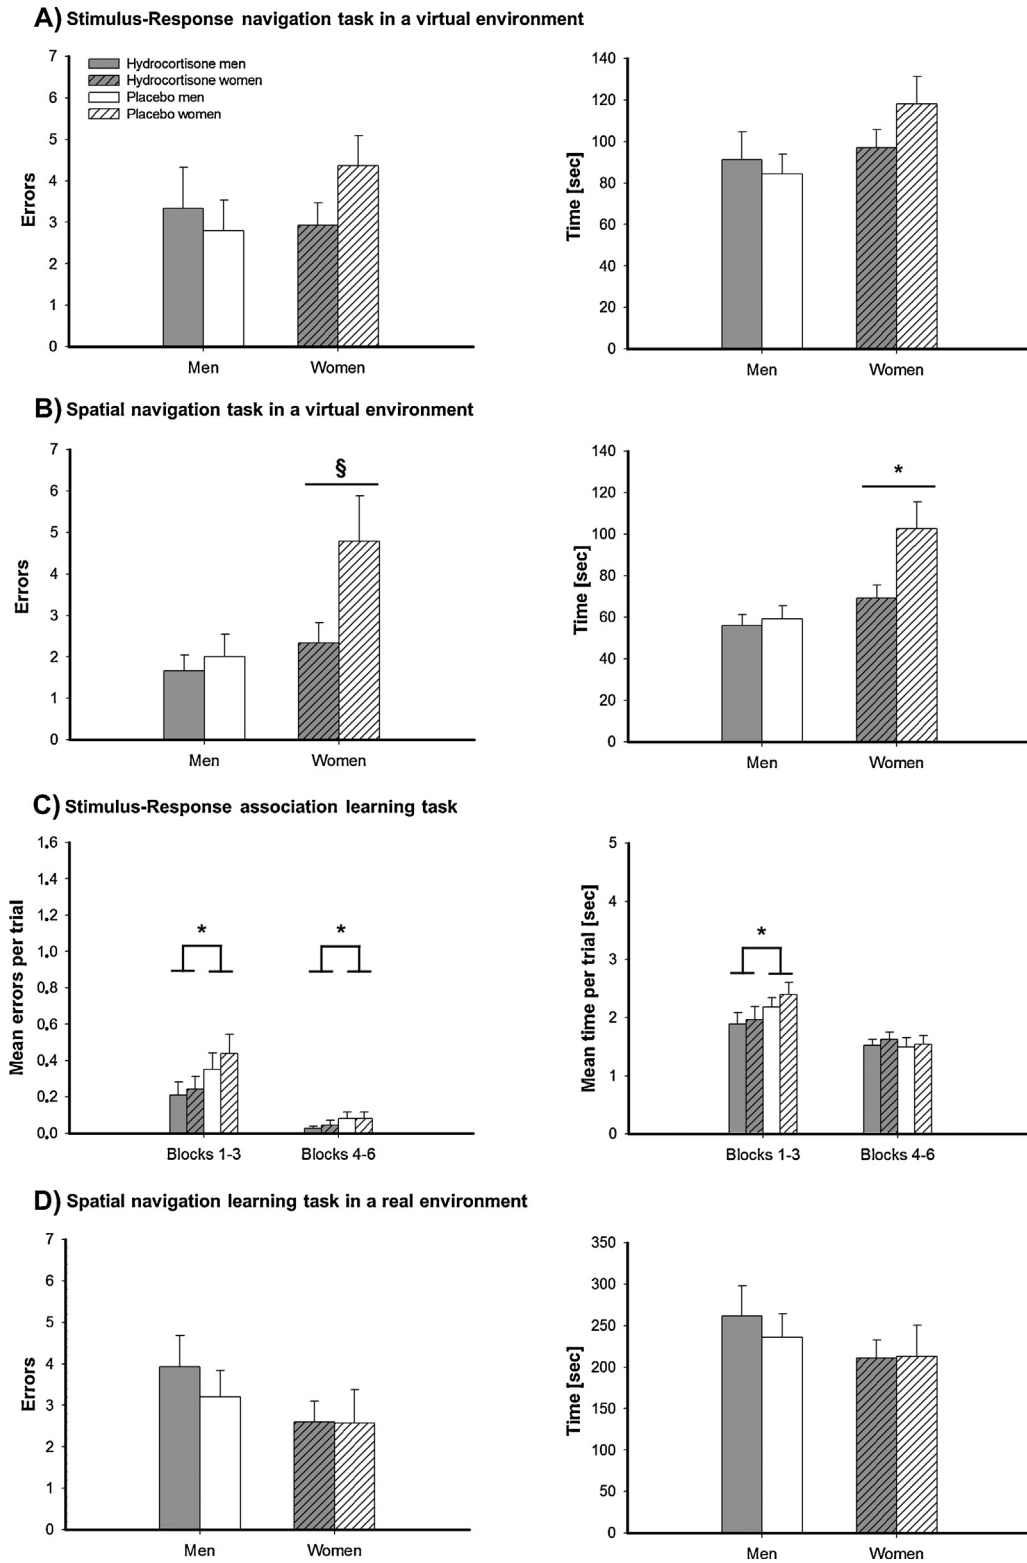 A) Stimulus-Response navigation task in a virtual environment
7
6
5
4
3
2
1
0
Errors
Hydrocortisone men
Hydrocortisone women
Placebo men
Placebo women
Men Women
140
120
100
80
60
40
20
0
Time [sec]
Men Women
B) Spatial navigation task in a virtual environment
7
6
5
4
3
2
1
0
Errors
§
Men Women
140
120
100
80
60
40
20
0
Time [sec]
*
Men Women
C) Stimulus-Response association learning task
1.6
1.4
1.2
1.0
0.8
0.6
0.4
0.2
0.0
Mean errors per trial
* *
Blocks 1-3 Blocks 4-6
5
4
3
2
1
0
Mean time per trial [sec]
*
Blocks 1-3 Blocks 4-6
D) Spatial navigation learning task in a real environment
7
6
5
4
3
2
1
0
Errors
Men Women
350
300
250
200
150
100
50
0
Time [sec]
Men Women